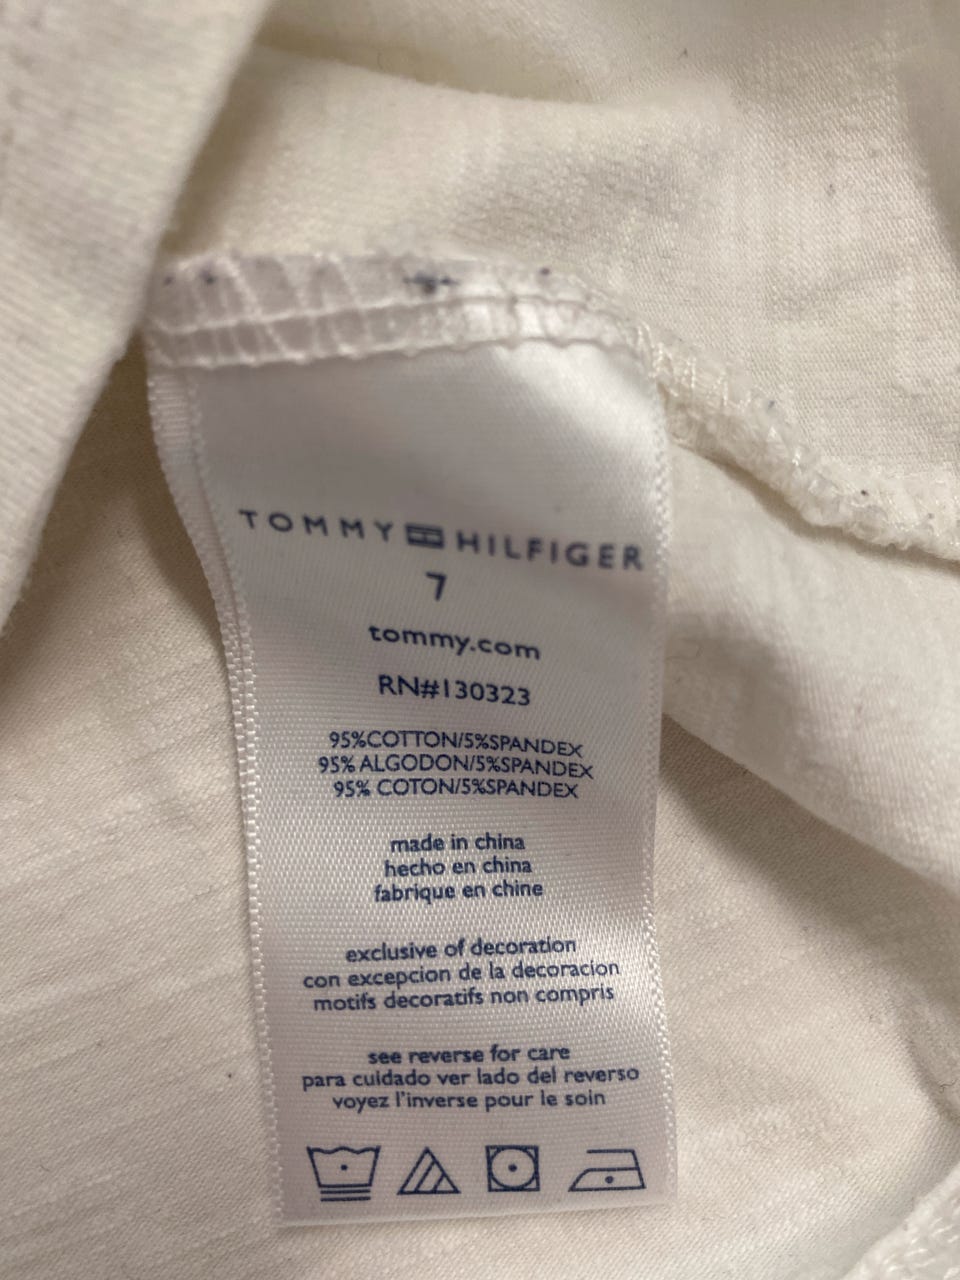 TOMMY HILFIGER
7
tommy.com
RN#130323
95%COTTON/5%SPANDEX
95% ALGODON/5%SPANDEX
95% COTON/5%SPANDEX
made in china
hecho en china
fabrique en chine
exclusive of decoration
con excepcion de la decoracion
motifs decoratifs non compris
see reverse for care
para cuidado ver lado del reverso
voyez l'inverse pour le soin